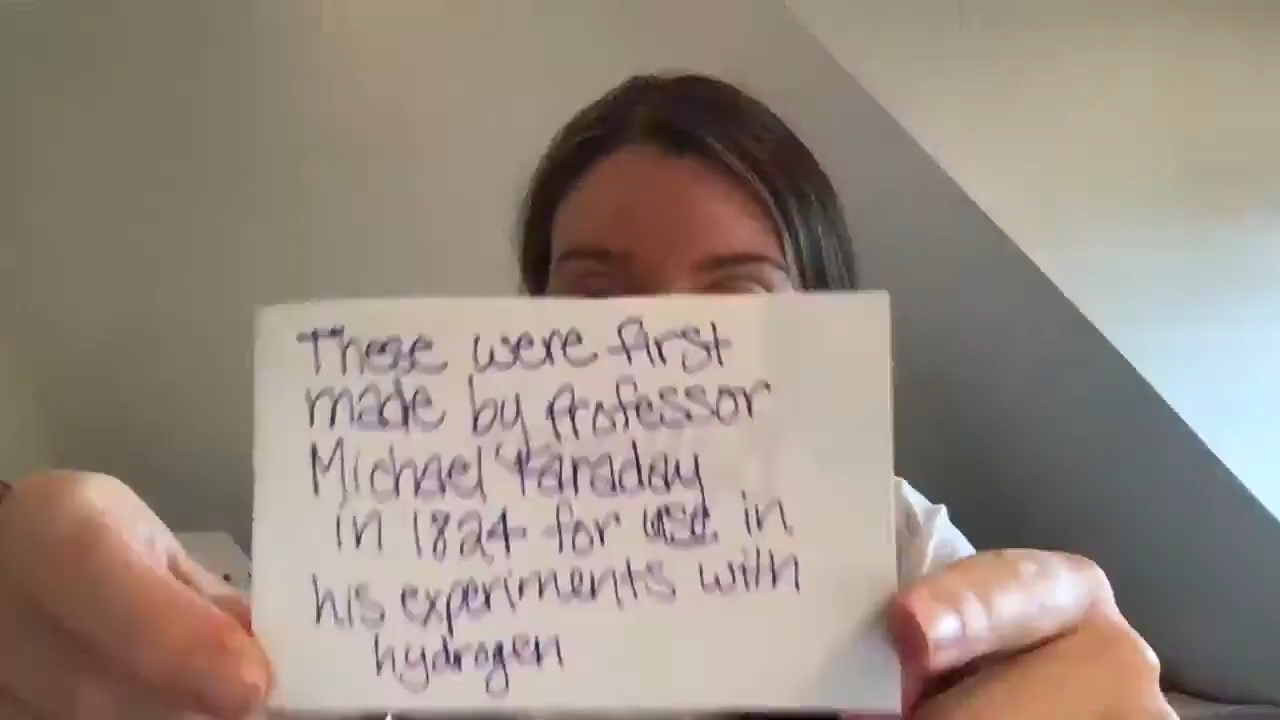 These were first
made by Professor
Michael Faraday
in 1824 for use in
his experiments with
hydrogen